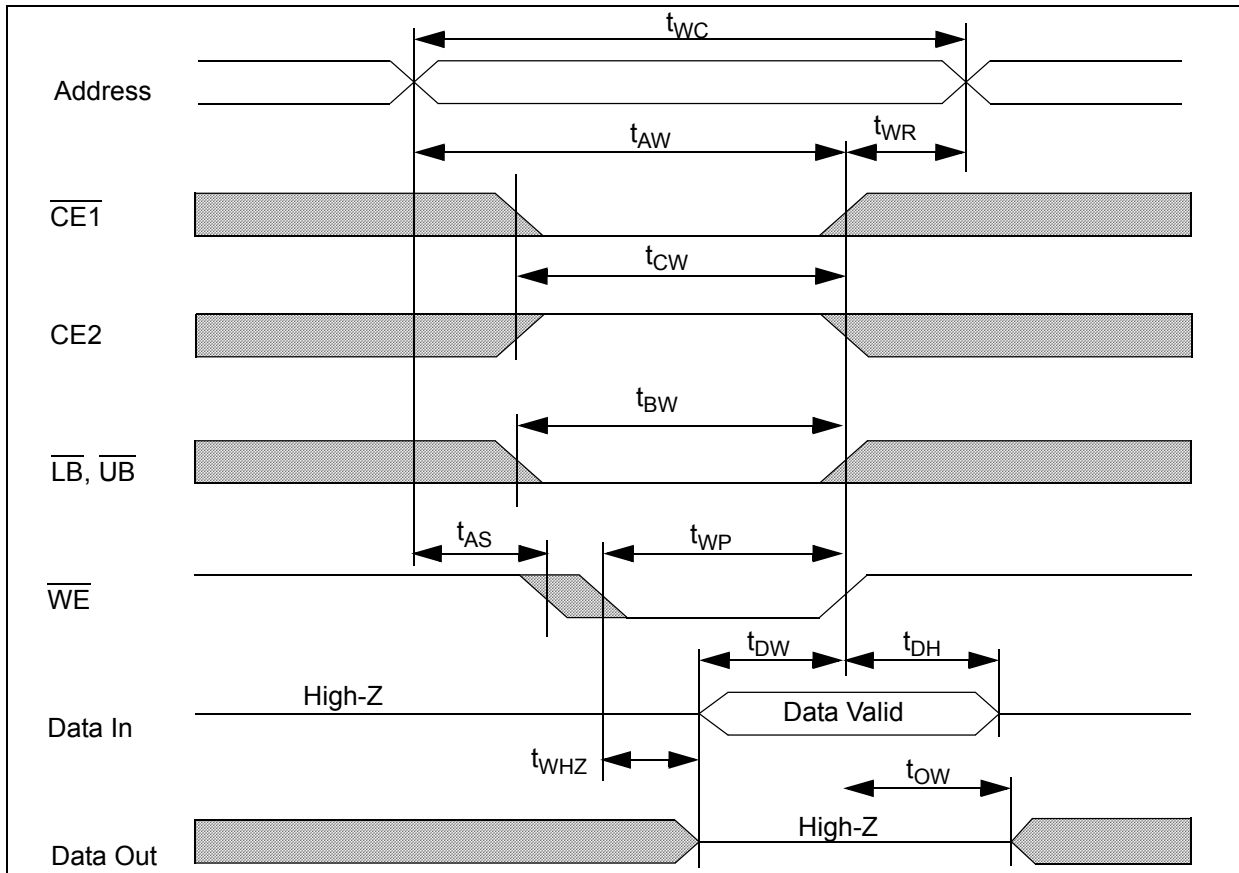 tWC
Address
tAW
tWR
CE1
tCW
CE2
tBW
LB, UB
tAS
tWP
WE
tDW
tDH
High-Z
Data Valid
Data In
tWHZ
tOW
High-Z
Data Out